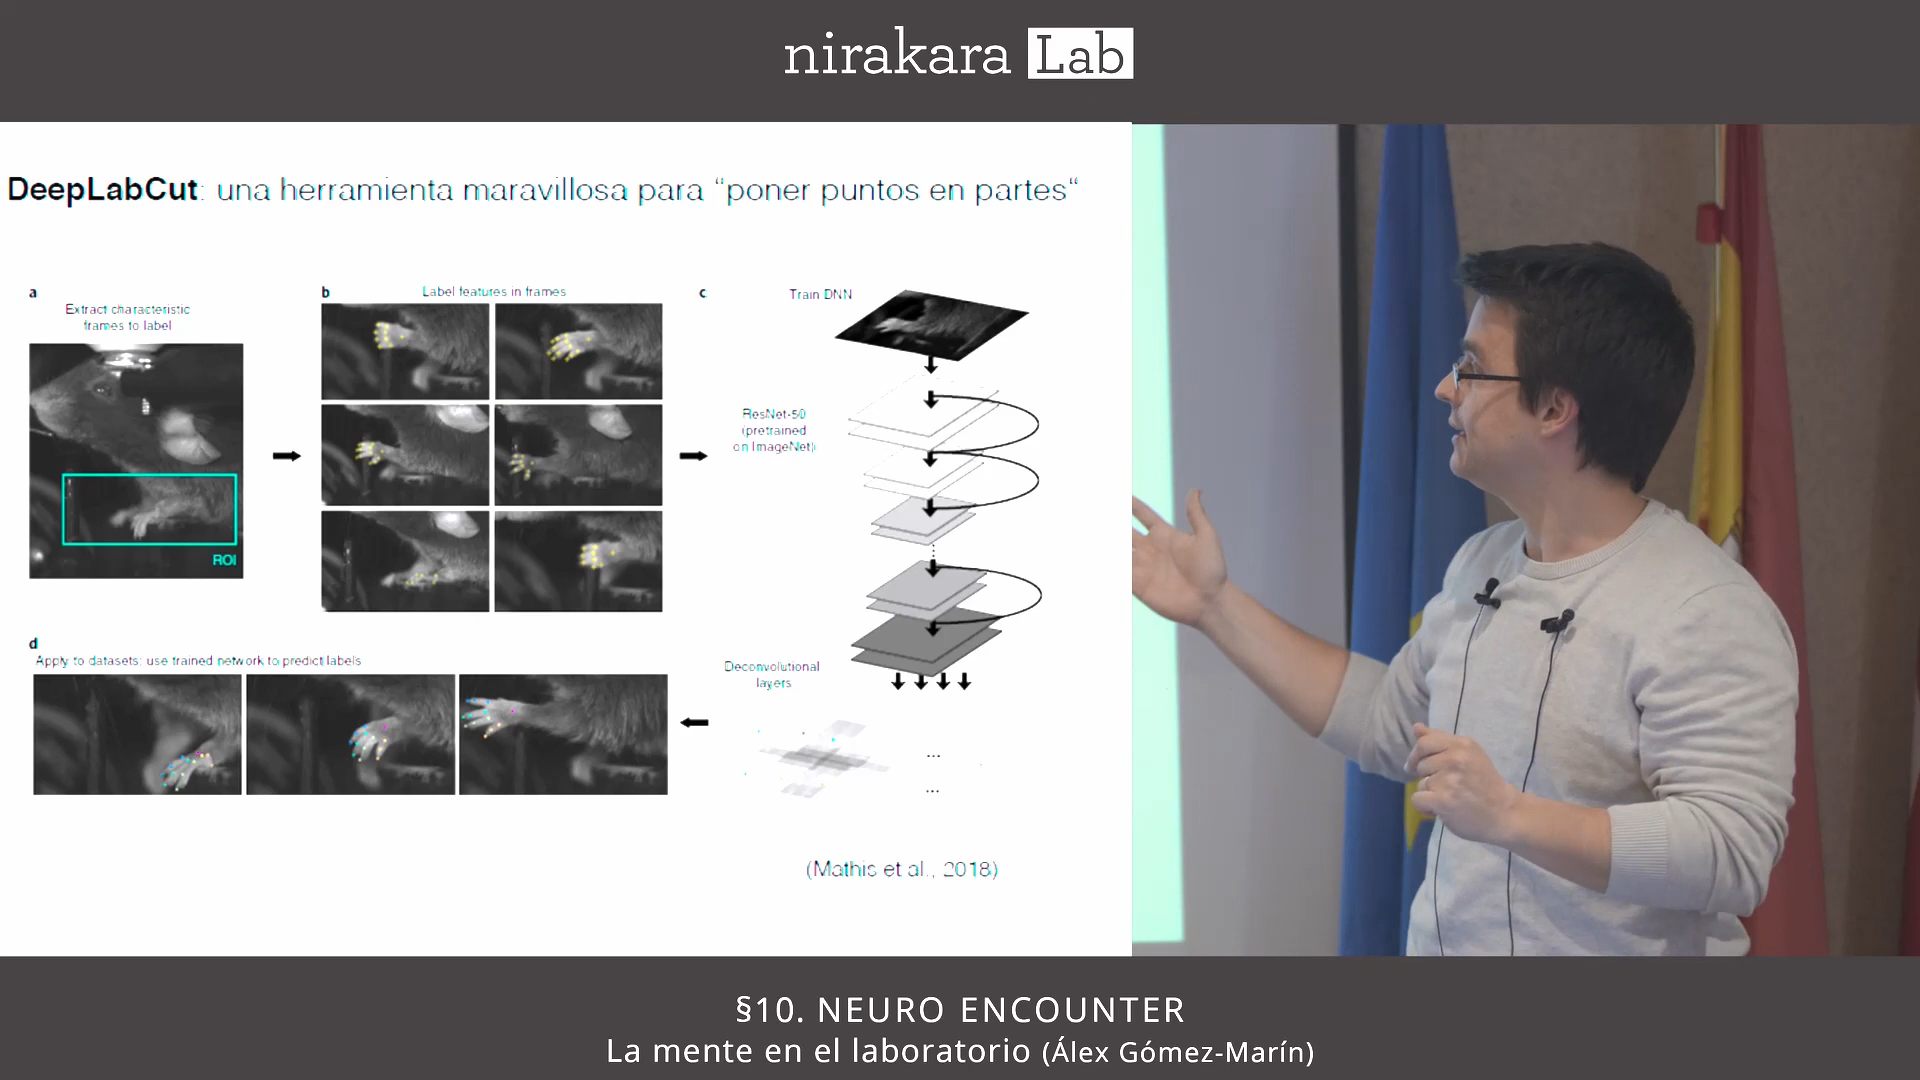 nirakara Lab
DeepLabCut: una herramienta maravillosa para “poner puntos en partes“
a
Extract characteristic
frames to label
ROI
b
Label features in frames
c
Train DNN
ResNet-50
(pretrained
on ImageNet)
d
Apply to datasets: use trained network to predict labels
Deconvolutional
layers
...
...
(Mathis et al., 2018)
§10. NEURO ENCOUNTER
La mente en el laboratorio (Álex Gómez-Marín)